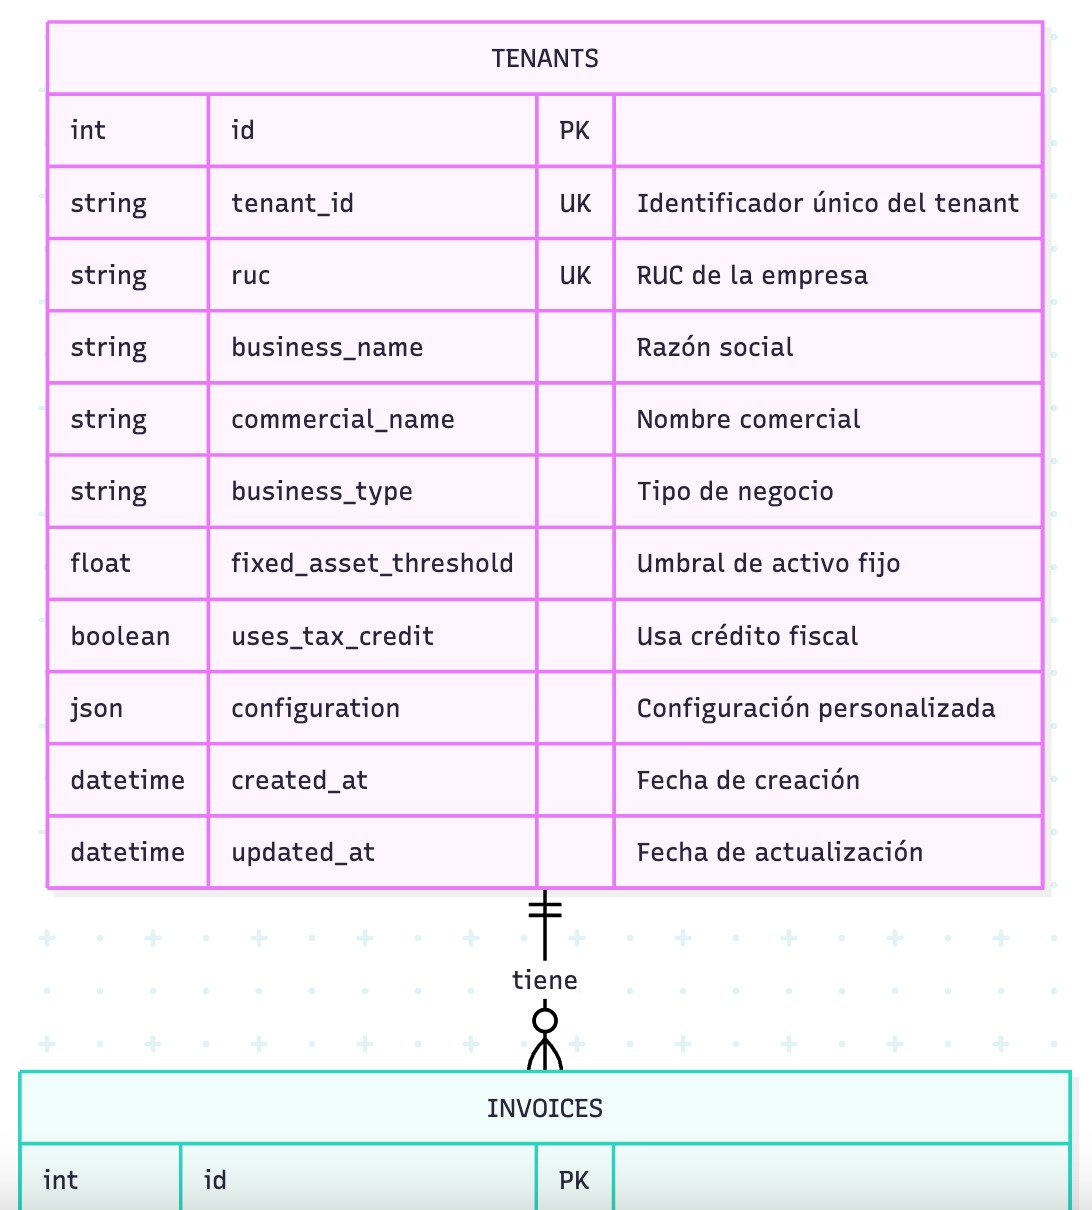 TENANTS
int id PK
string tenant_id UK Identificador único del tenant
string ruc UK RUC de la empresa
string business_name Razón social
string commercial_name Nombre comercial
string business_type Tipo de negocio
float fixed_asset_threshold Umbral de activo fijo
boolean uses_tax_credit Usa crédito fiscal
json configuration Configuración personalizada
datetime created_at Fecha de creación
datetime updated_at Fecha de actualización
tiene
INVOICES
int id PK